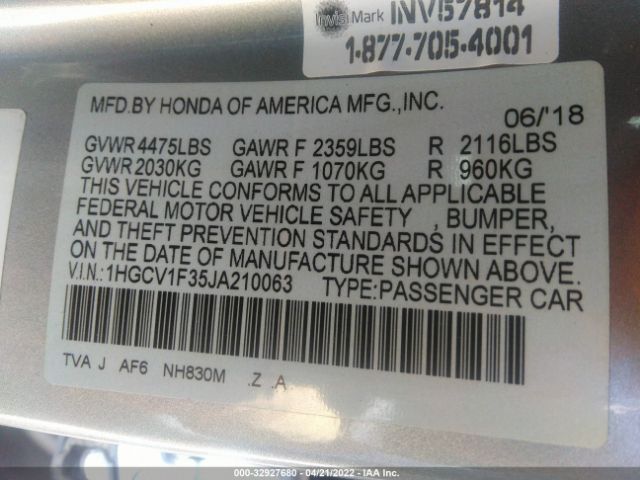 Invisi Mark INV57814
1-877-705-4001
MFD.BY HONDA OF AMERICA MFG.,INC. 06/'18
GVWR 4475LBS GAWR F 2359LBS R 2116LBS
GVWR 2030KG GAWR F 1070KG R 960KG
THIS VEHICLE CONFORMS TO ALL APPLICABLE
FEDERAL MOTOR VEHICLE SAFETY , BUMPER,
AND THEFT PREVENTION STANDARDS IN EFFECT
ON THE DATE OF MANUFACTURE SHOWN ABOVE.
V.I.N.:1HGCV1F35JA210063 TYPE:PASSENGER CAR
TVA J AF6 NH830M .Z .A
000-32927680 - 04/21/2022 - IAA Inc.